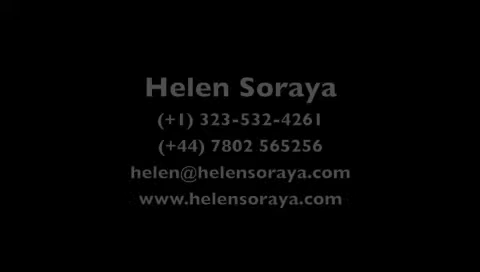 Helen Soraya
(+1) 323-532-4261
(+44) 7802 565256
helen@helensoraya.com
www.helensoraya.com